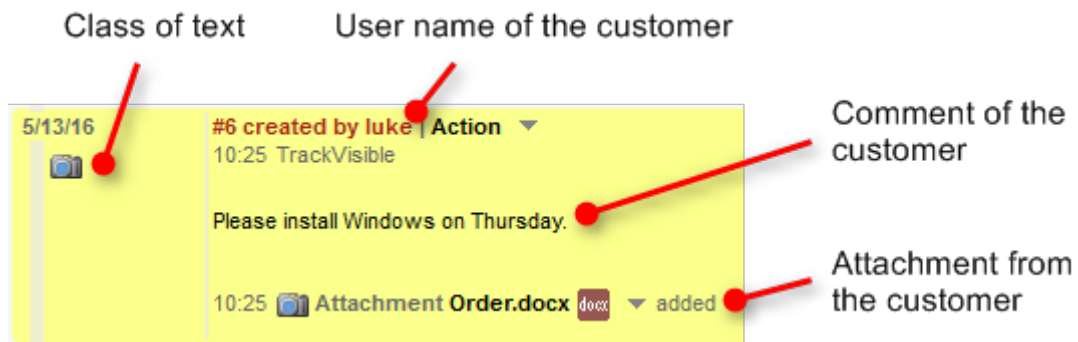 Class of text
User name of the customer
5/13/16
#6 created by luke | Action
10:25 TrackVisible
Comment of the
customer
Please install Windows on Thursday.
Attachment from
the customer
10:25 Attachment Order.docx docx added